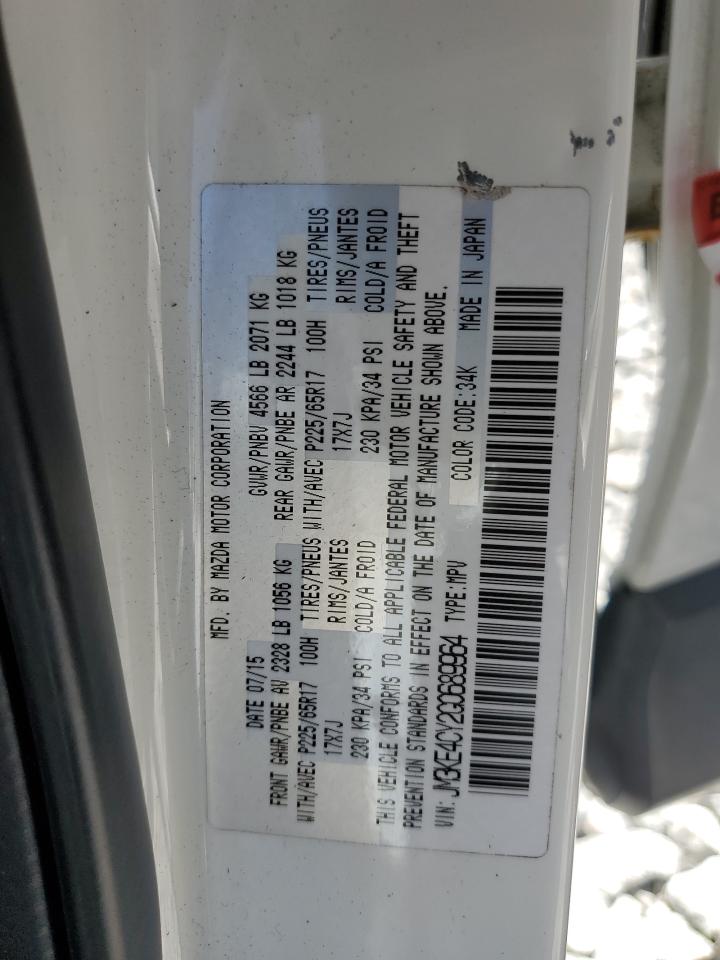 MFD. BY MAZDA MOTOR CORPORATION
DATE 07/15 GVWR/PNBV 4566 LB 2071 KG
FRONT GAWR/PNBE AV 2328 LB 1056 KG REAR GAWR/PNBE AR 2244 LB 1018 KG
WITH/AVEC P225/65R17 100H TIRES/PNEUS WITH/AVEC P225/65R17 100H TIRES/PNEUS
17X7J RIMS/JANTES 17X7J RIMS/JANTES
230 KPA/34 PSI COLD/A FROID 230 KPA/34 PSI COLD/A FROID
THIS VEHICLE CONFORMS TO ALL APPLICABLE FEDERAL MOTOR VEHICLE SAFETY AND THEFT
PREVENTION STANDARDS IN EFFECT ON THE DATE OF MANUFACTURE SHOWN ABOVE.
VIN: JM3KE4CY2G0689964 TYPE:MPV COLOR CODE:34K MADE IN JAPAN